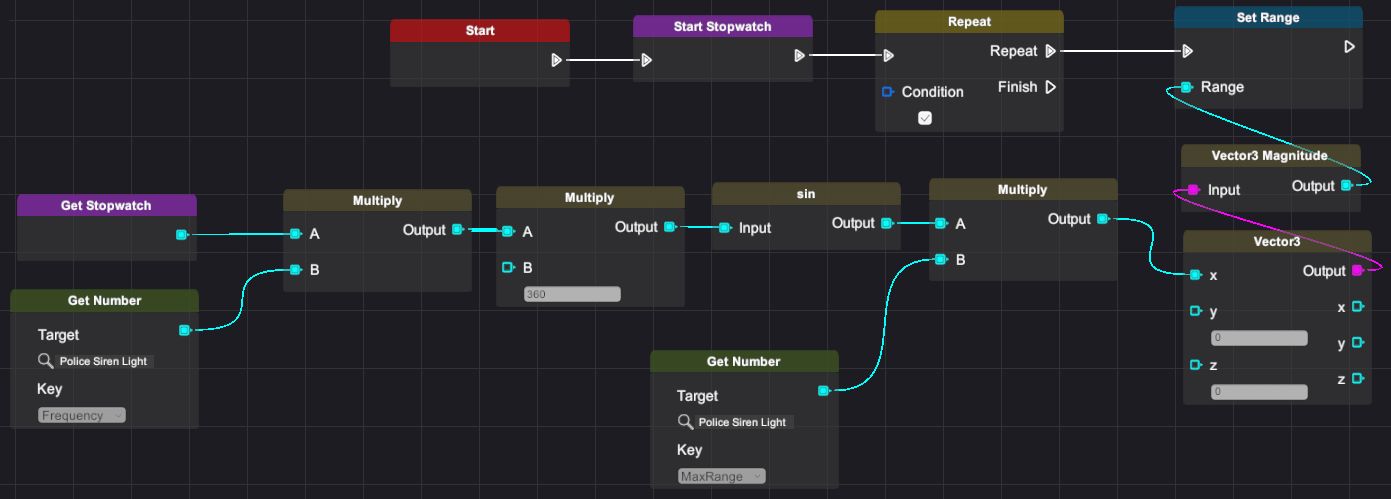 Start
Start Stopwatch
Repeat
Repeat
Condition
Finish
Set Range
Range
Vector3 Magnitude
Input
Output
Get Stopwatch
Multiply
A
Output
B
Multiply
A
Output
B
360
sin
Input
Output
Multiply
A
Output
B
Vector3
Output
x
x
y
0
y
z
z
0
Get Number
Target
Police Siren Light
Key
Frequency
Get Number
Target
Police Siren Light
Key
MaxRange